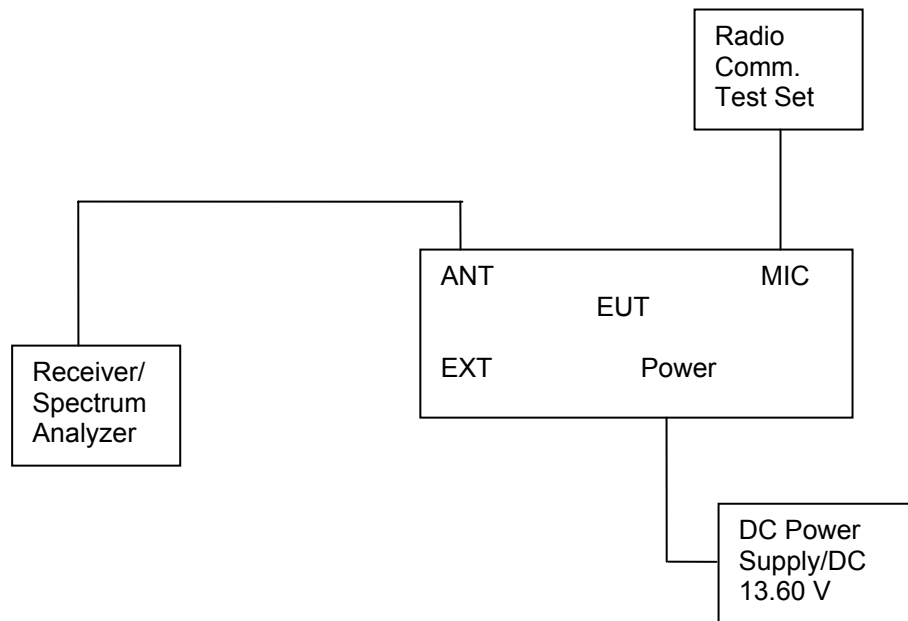 Radio
Comm.
Test Set
ANT
MIC
EUT
EXT
Power
Receiver/
Spectrum
Analyzer
DC Power
Supply/DC
13.60 V